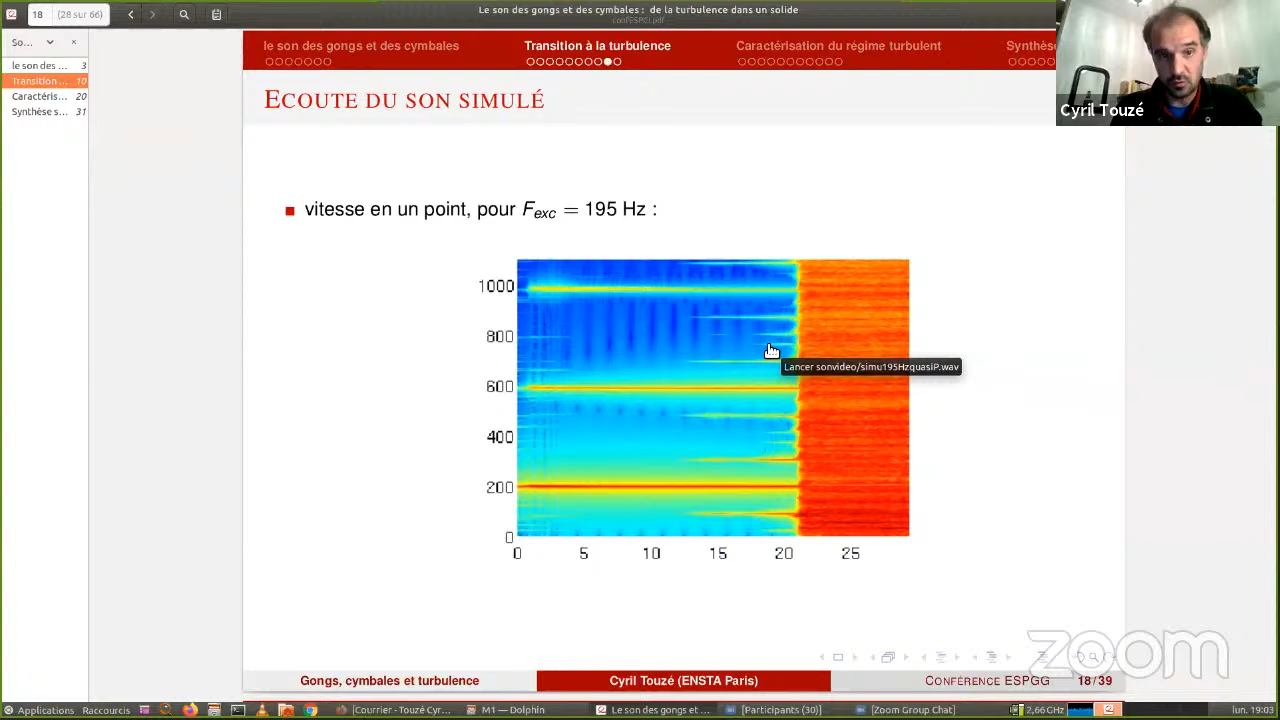 Le son des gongs et des cymbales : de la turbulence dans un solide
confESPGI.pdf
18 (28 sur 66)
So...
le son des ... 3
Transition ... 10
Caractéris... 20
Synthèse s... 31
le son des gongs et des cymbales
Transition à la turbulence
Caractérisation du régime turbulent
Synthès
ECOUTE DU SON SIMULÉ
Cyril Touzé
vitesse en un point, pour Fexc = 195 Hz :
1000
800
600
400
200
0
0 5 10 15 20 25
Lancer sonvideo/simu195HzquasiP.wav
zoom
Gongs, cymbales et turbulence
Cyril Touzé (ENSTA Paris)
CONFÉRENCE ESPGG 18/39
Applications Raccourcis
[Courrier - Touzé Cyr...
M1 — Dolphin
Le son des gongs et ...
[Participants (30)]
[Zoom Group Chat]
2,66 GHz
lun. 19:03